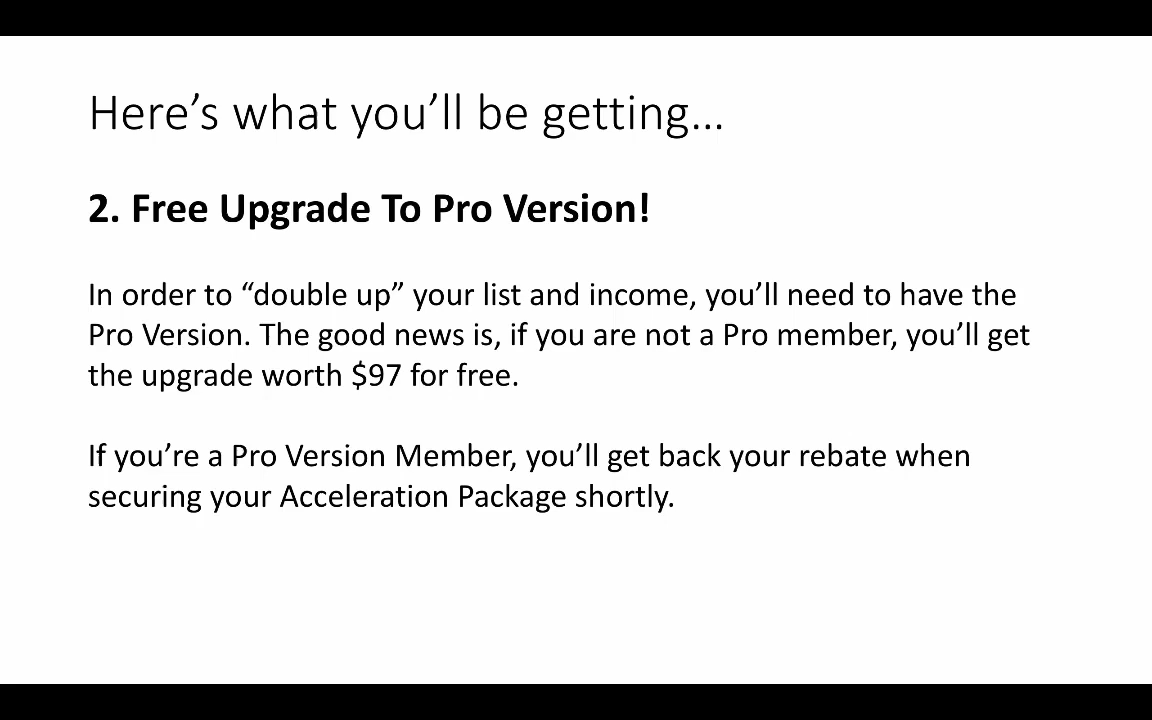 Here’s what you’ll be getting…
2. Free Upgrade To Pro Version!
In order to “double up” your list and income, you’ll need to have the
Pro Version. The good news is, if you are not a Pro member, you’ll get
the upgrade worth $97 for free.
If you’re a Pro Version Member, you’ll get back your rebate when
securing your Acceleration Package shortly.